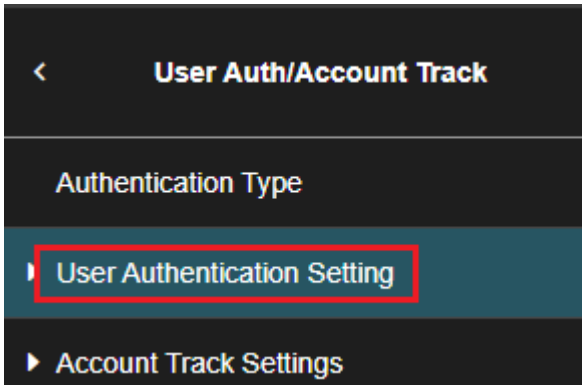 User Auth/Account Track
Authentication Type
User Authentication Setting
Account Track Settings